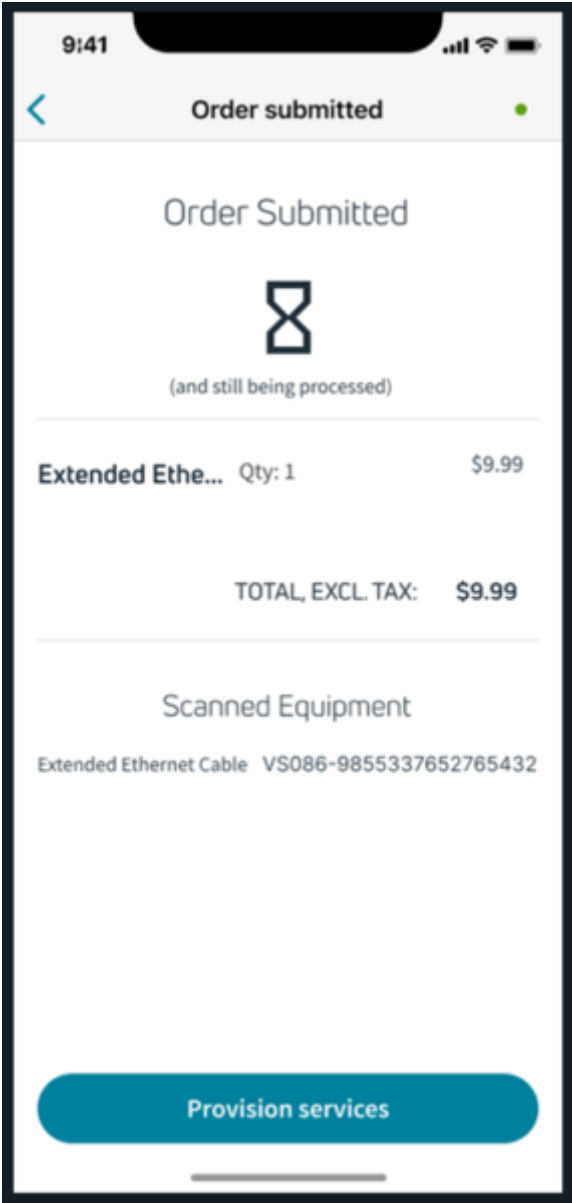 9:41
Order submitted
Order Submitted
(and still being processed)
Extended Ethe... Qty: 1 $9.99
TOTAL, EXCL. TAX: $9.99
Scanned Equipment
Extended Ethernet Cable VS086-9855337652765432
Provision services